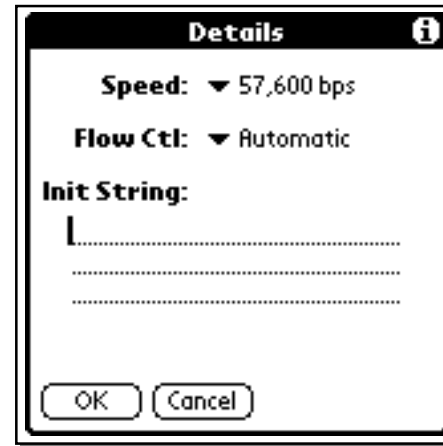 Details i
Speed: 57,600 bps
Flow Ctl: Automatic
Init String:
OK Cancel